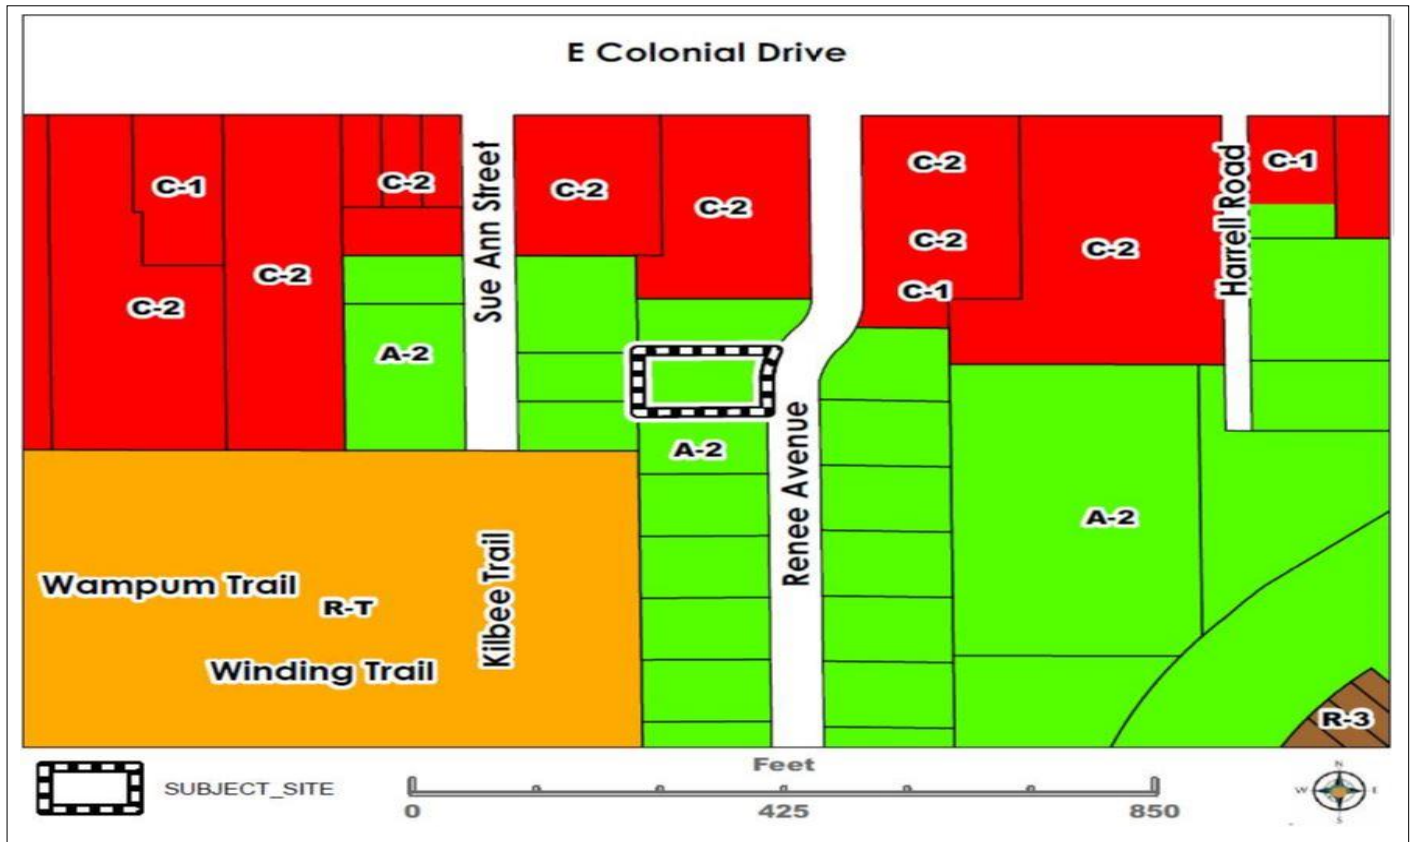 E Colonial Drive
C-1
C-2
C-2
C-2
Sue Ann Street
C-2
C-2
C-2
C-2
C-1
C-2
Harrell Road
C-1
A-2
A-2
Renee Avenue
A-2
Wampum Trail
R-T
Kilbee Trail
Winding Trail
R-3
SUBJECT_SITE
Feet
0
425
850
N
W
E
S